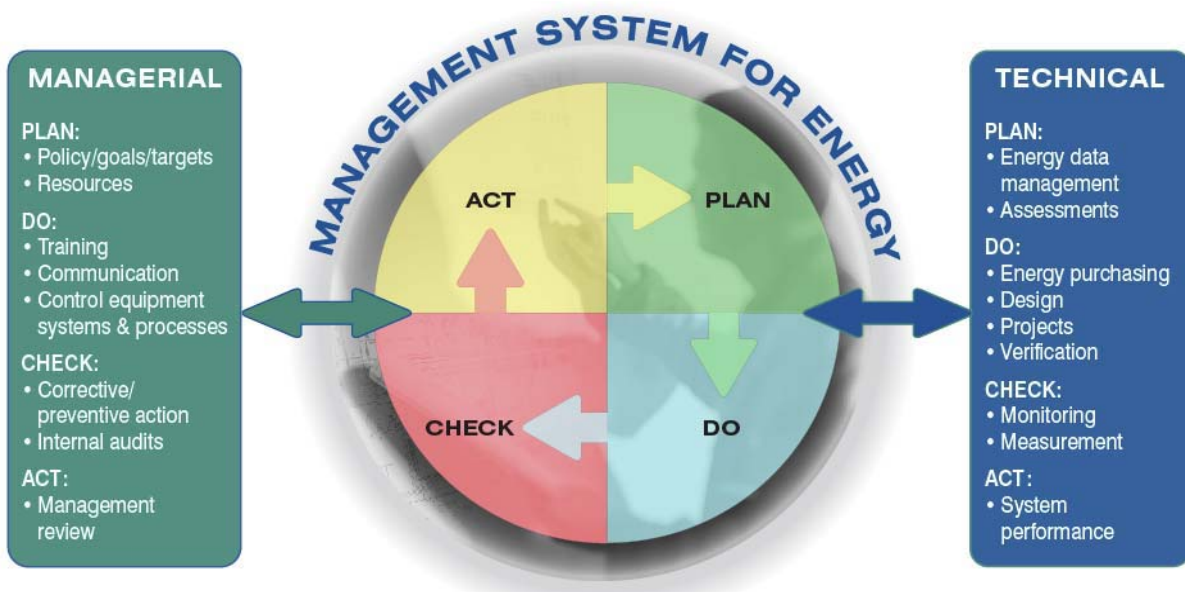 MANAGEMENT SYSTEM FOR ENERGY
MANAGERIAL
PLAN:
• Policy/goals/targets
• Resources
DO:
• Training
• Communication
• Control equipment
systems & processes
CHECK:
• Corrective/
preventive action
• Internal audits
ACT:
• Management
review
ACT
PLAN
CHECK
DO
TECHNICAL
PLAN:
• Energy data
management
• Assessments
DO:
• Energy purchasing
• Design
• Projects
• Verification
CHECK:
• Monitoring
• Measurement
ACT:
• System
performance